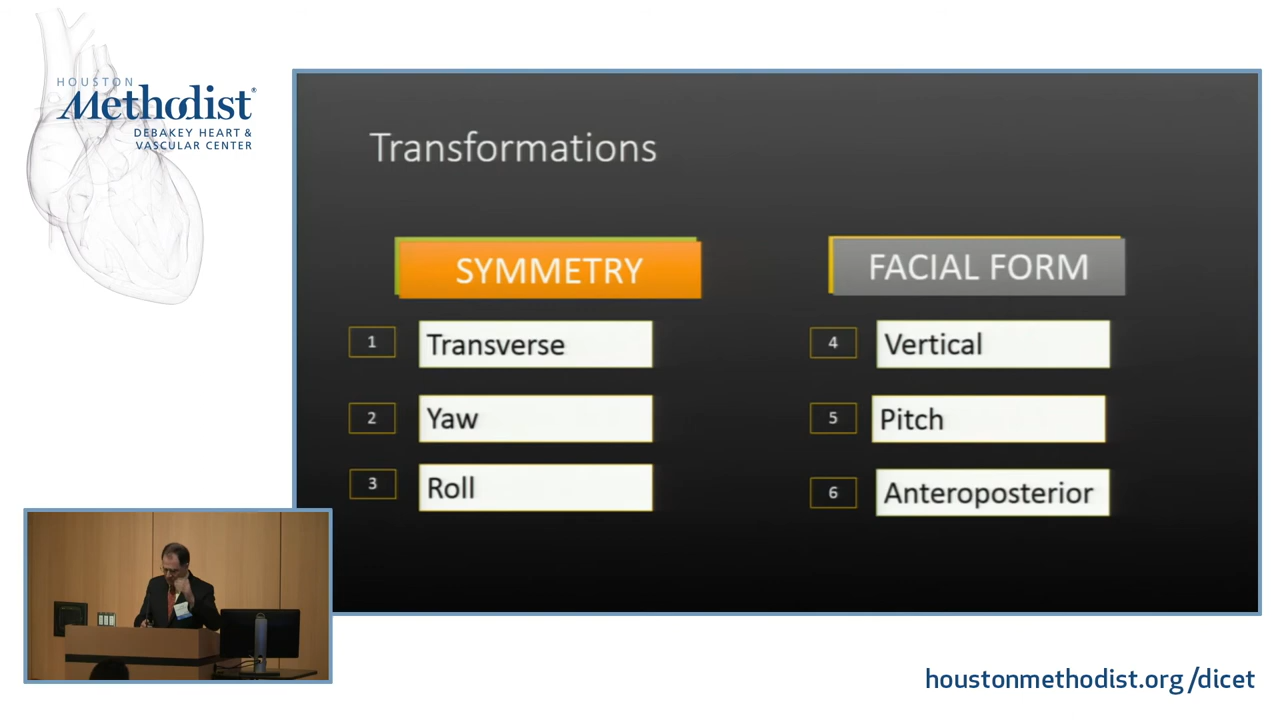 HOUSTON
Methodist®
DEBAKEY HEART &
VASCULAR CENTER
Transformations
SYMMETRY
1 Transverse
2 Yaw
3 Roll
FACIAL FORM
4 Vertical
5 Pitch
6 Anteroposterior
houstonmethodist.org/dicet